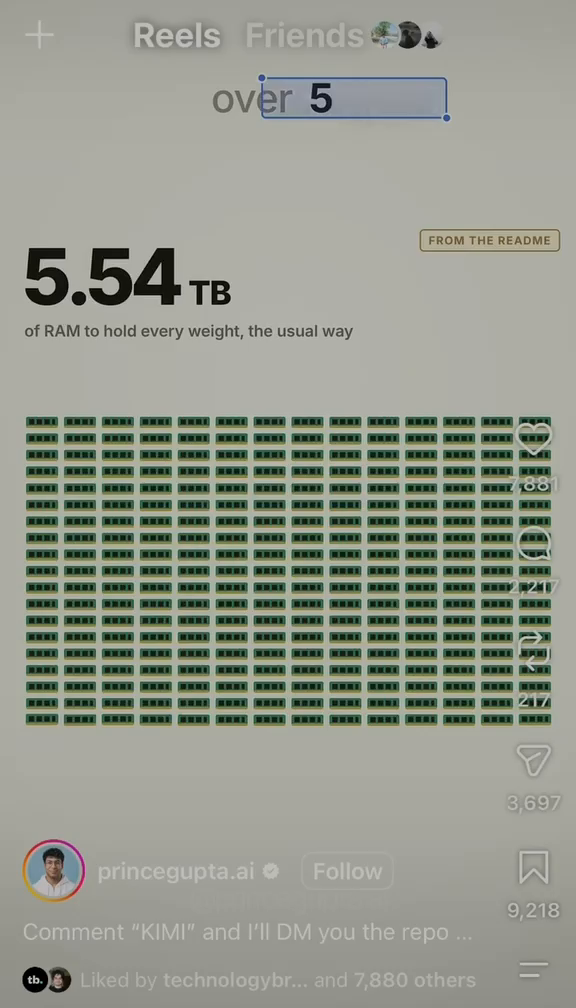 Reels Friends
over 5
FROM THE README
5.54 TB
of RAM to hold every weight, the usual way
7,881
2,217
217
3,697
princegupta.ai Follow
9,218
Comment “KIMI” and I’ll DM you the repo ...
tb. Liked by technologybr... and 7,880 others